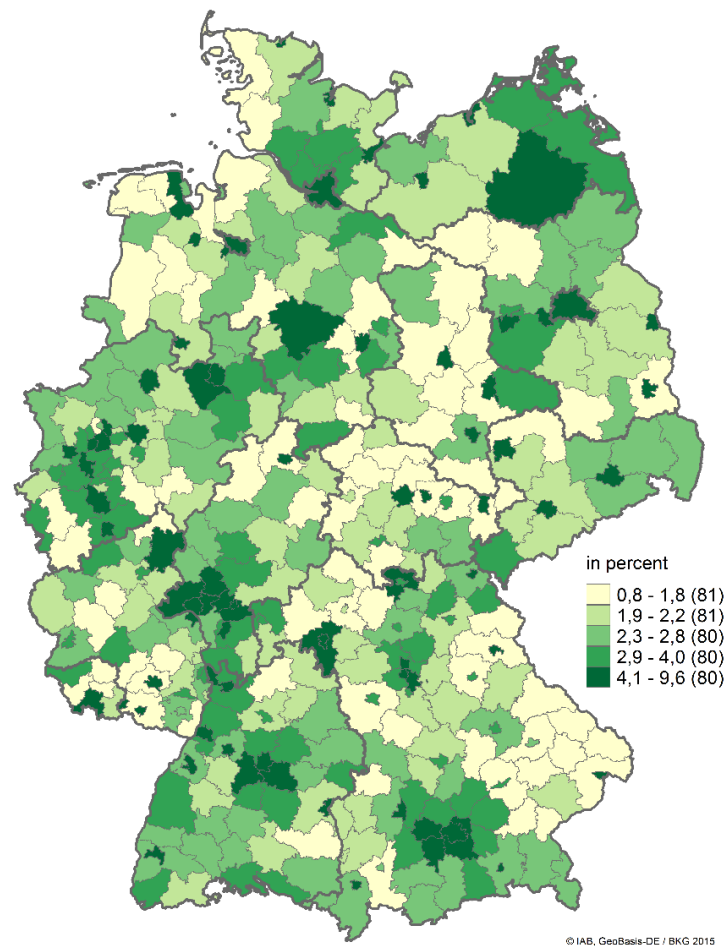 in percent
0,8 - 1,8 (81)
1,9 - 2,2 (81)
2,3 - 2,8 (80)
2,9 - 4,0 (80)
4,1 - 9,6 (80)
© IAB, GeoBasis-DE / BKG 2016